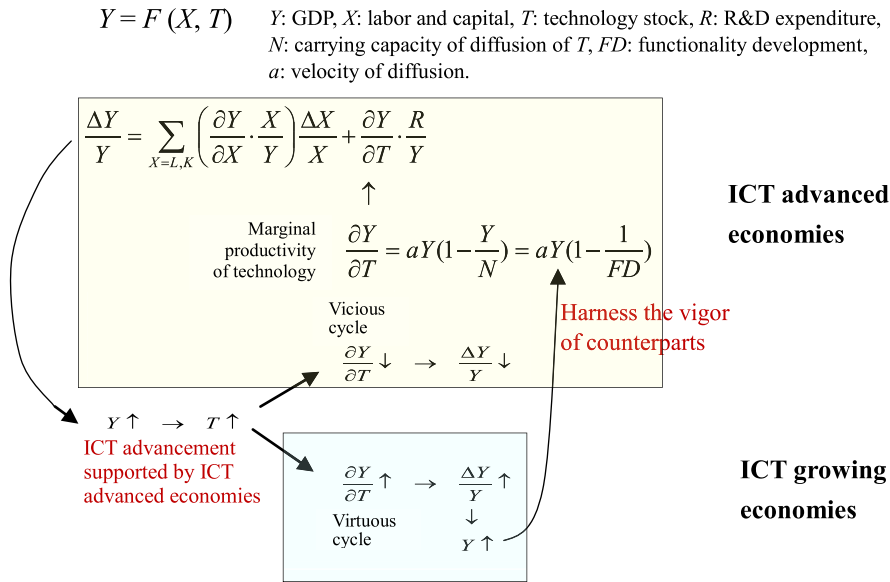 Y = F (X, T)
Y: GDP, X: labor and capital, T: technology stock, R: R&D expenditure,
N: carrying capacity of diffusion of T, FD: functionality development,
a: velocity of diffusion.
ΔY/Y = ∑_{X=L,K} (∂Y/∂X · X/Y) ΔX/X + ∂Y/∂T · R/Y
↑
ICT advanced
economies
Marginal
productivity
of technology
∂Y/∂T = aY(1 − Y/N) = aY(1 − 1/FD)
Harness the vigor
of counterparts
Vicious
cycle
∂Y/∂T ↓ → ΔY/Y ↓
Y ↑ → T ↑
ICT advancement
supported by ICT
advanced economies
∂Y/∂T ↑ → ΔY/Y ↑
↓
Virtuous
cycle
Y ↑
ICT growing
economies